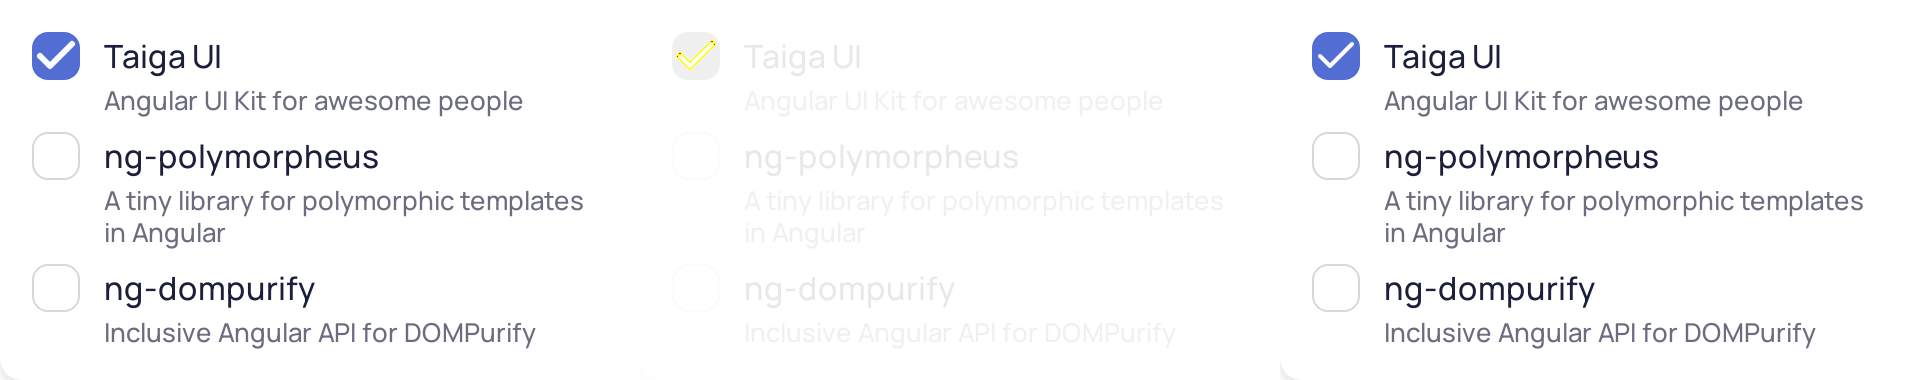 Taiga UI
Angular UI Kit for awesome people
ng-polymorpheus
A tiny library for polymorphic templates
in Angular
ng-dompurify
Inclusive Angular API for DOMPurify
Taiga UI
Angular UI Kit for awesome people
ng-polymorpheus
A tiny library for polymorphic templates
in Angular
ng-dompurify
Inclusive Angular API for DOMPurify
Taiga UI
Angular UI Kit for awesome people
ng-polymorpheus
A tiny library for polymorphic templates
in Angular
ng-dompurify
Inclusive Angular API for DOMPurify